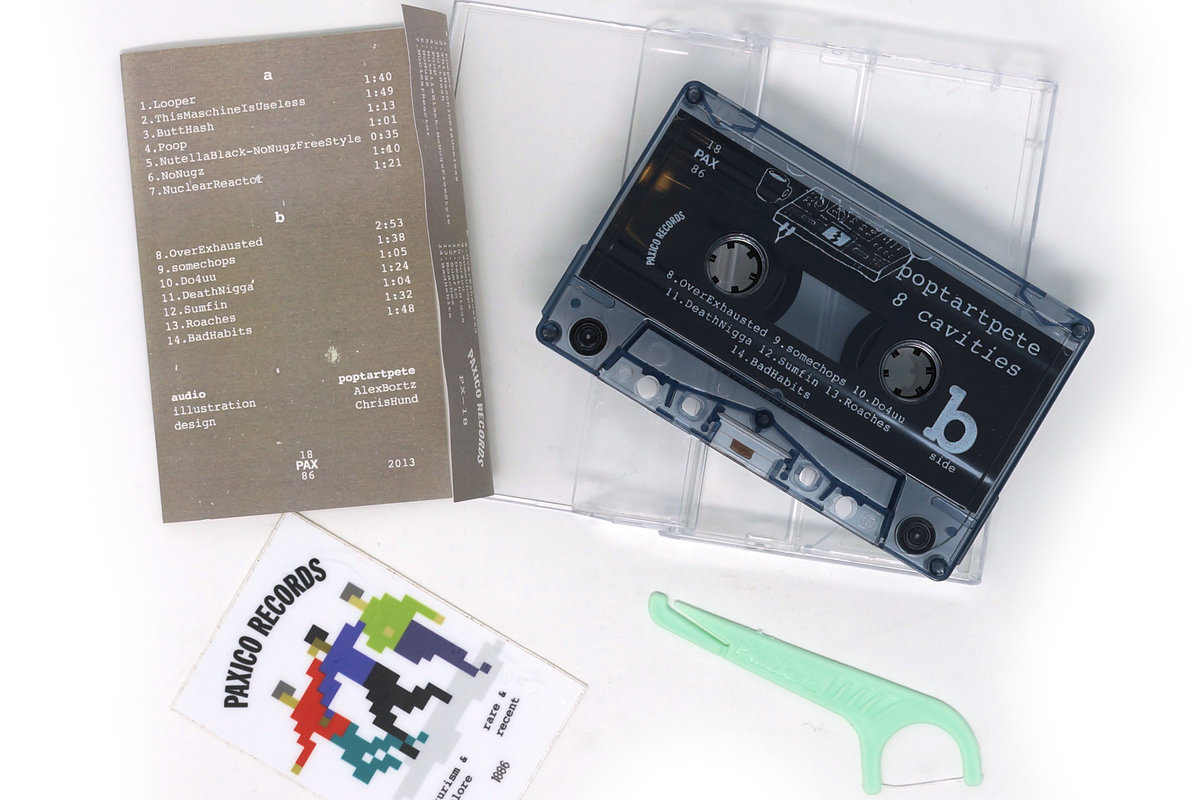 a
1.Looper 1:40
2.ThisMaschineIsUseless 1:49
3.ButtHash 1:13
4.Poop 1:01
5.NutellaBlack-NoNugzFreeStyle 0:35
6.NoNugz 1:40
7.NuclearReactor 1:21
b
8.OverExhausted 2:53
9.somechops 1:38
10.Do4uu 1:05
11.DeathNigga 1:24
12.Sumfin 1:04
13.Roaches 1:32
14.BadHabits 1:48
audio poptartpete
illustration AlexBortz
design ChrisHund
18
PAX
86
2013
PAXICO RECORDS
PX-18
18
PAX
86
PAXICO RECORDS
poptartpete
8 cavities
8.OverExhausted 9.somechops 10.Do4uu
11.DeathNigga 12.Sumfin 13.Roaches
14.BadHabits
b
side
PAXICO RECORDS
rare &
recent
urism &
lore
1886